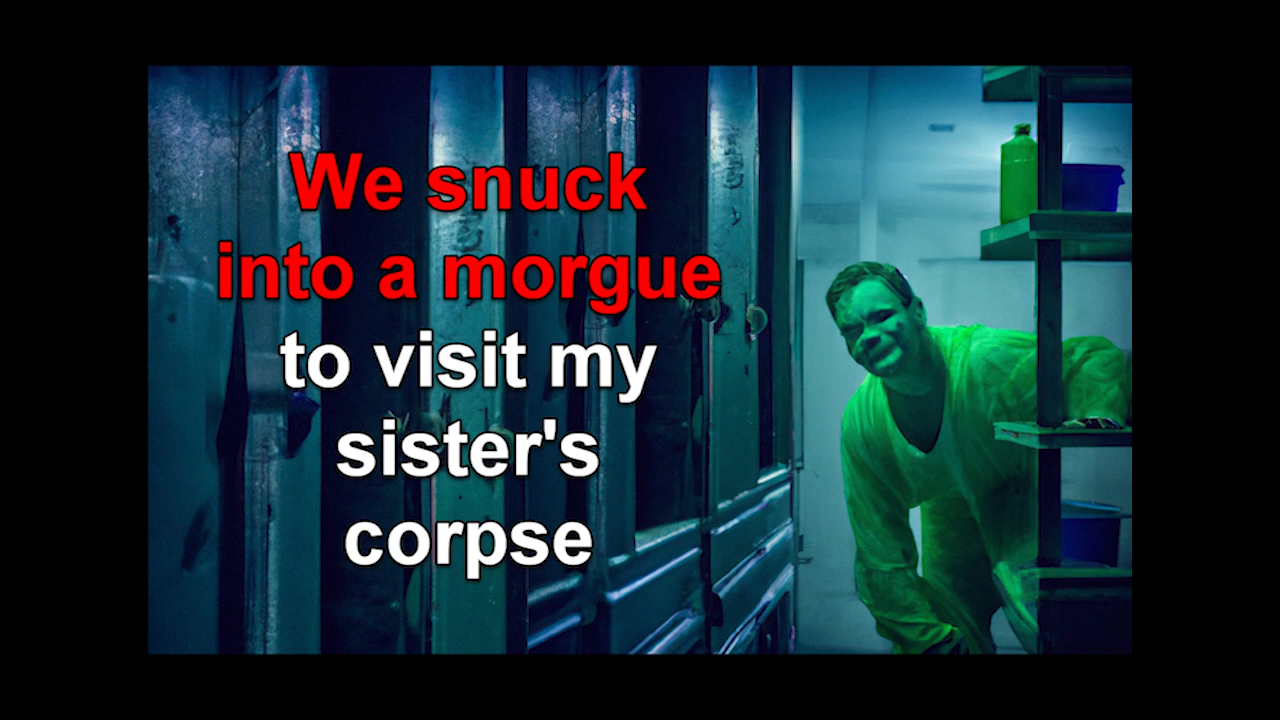 We snuck
into a morgue
to visit my
sister's
corpse